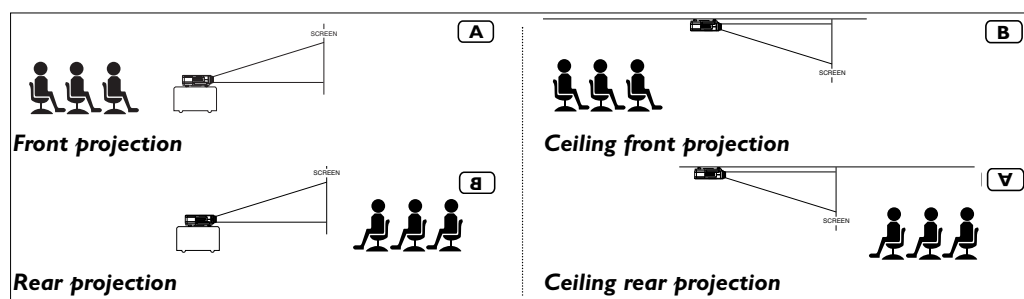 SCREEN
A
Front projection
SCREEN
B
Ceiling front projection
SCREEN
B
Rear projection
SCREEN
A
Ceiling rear projection